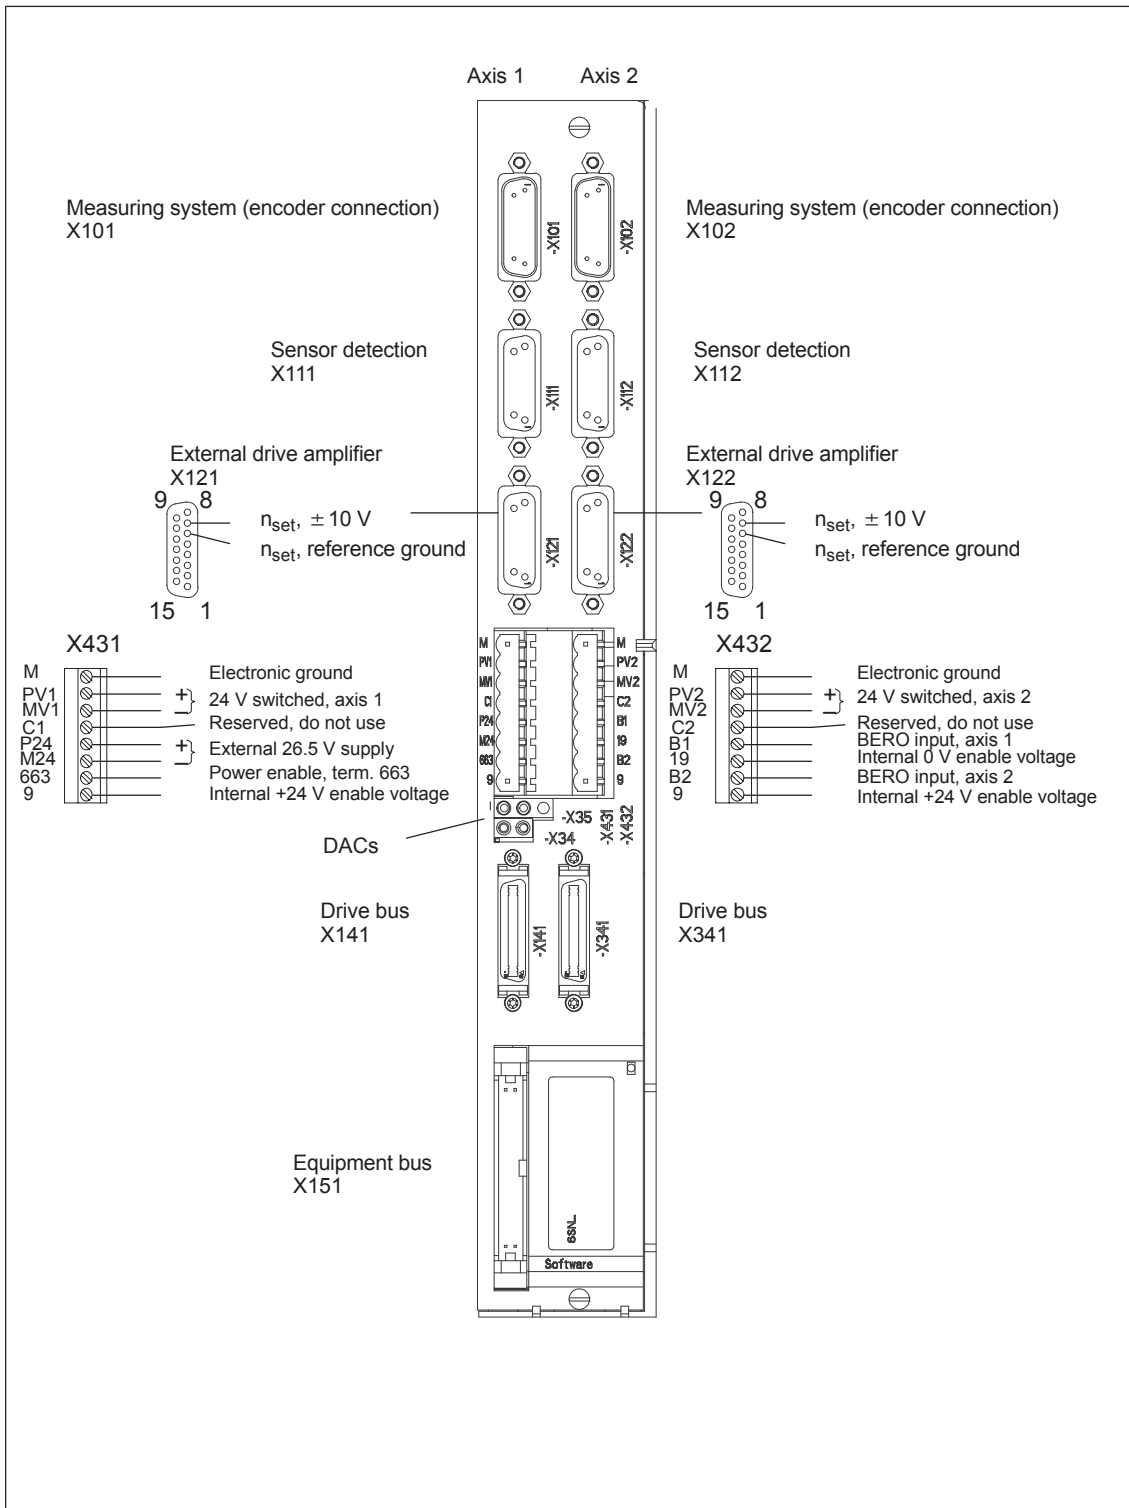 Axis 1 Axis 2
Measuring system (encoder connection)
X101
Measuring system (encoder connection)
X102
-X101
-X102
Sensor detection
X111
Sensor detection
X112
-X111
-X112
External drive amplifier
X121
External drive amplifier
X122
9 8
nset, ± 10 V
nset, reference ground
15 1
-X121
-X122
9 8
nset, ± 10 V
nset, reference ground
15 1
X431
M Electronic ground
PV1 +
MV1 − 24 V switched, axis 1
C1 Reserved, do not use
P24 +
M24 − External 26.5 V supply
663 Power enable, term. 663
9 Internal +24 V enable voltage
M
PV1
MV1
C1
P24
M24
663
9
M
PV2
MV2
C2
B1
19
B2
9
X432
M Electronic ground
PV2 +
MV2 − 24 V switched, axis 2
C2 Reserved, do not use
B1 BERO input, axis 1
19 Internal 0 V enable voltage
B2 BERO input, axis 2
9 Internal +24 V enable voltage
DACs
-X35
-X34
-X431
-X432
Drive bus
X141
-X141
-X341
Drive bus
X341
Equipment bus
X151
6SNL
Software